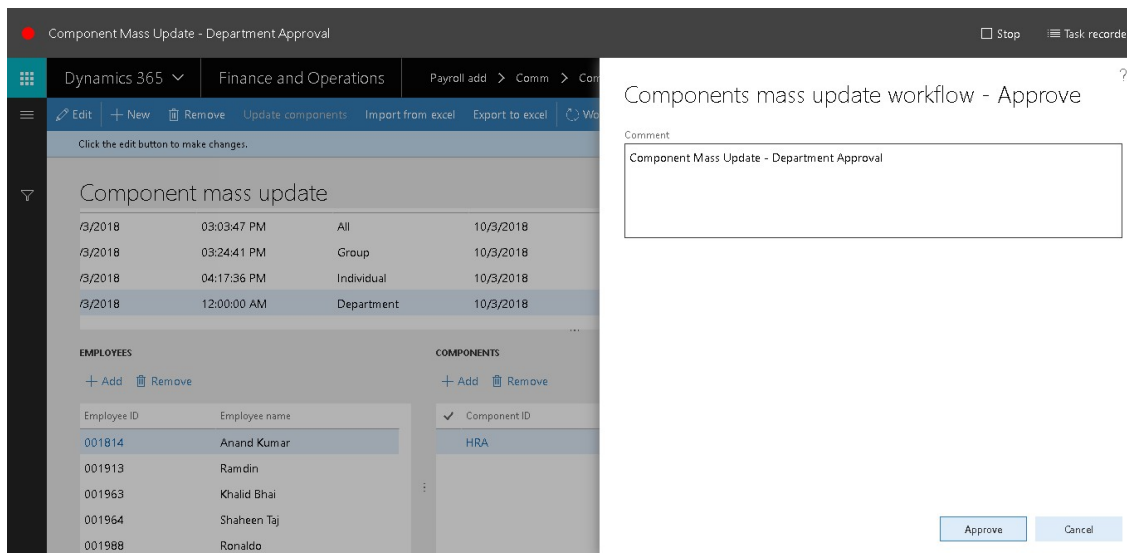 Component Mass Update - Department Approval
Stop
Task recorde
Dynamics 365
Finance and Operations
Payroll add > Comm > Com
Edit
+ New
Remove
Update components
Import from excel
Export to excel
Wo
Click the edit button to make changes.
Component mass update
/3/2018 03:03:47 PM All 10/3/2018
/3/2018 03:24:41 PM Group 10/3/2018
/3/2018 04:17:36 PM Individual 10/3/2018
/3/2018 12:00:00 AM Department 10/3/2018
EMPLOYEES
+ Add Remove
Employee ID Employee name
001814 Anand Kumar
001913 Ramdin
001963 Khalid Bhai
001964 Shaheen Taj
001988 Ronaldo
COMPONENTS
+ Add Remove
Component ID
HRA
?
Components mass update workflow - Approve
Comment
Component Mass Update - Department Approval
Approve
Cancel